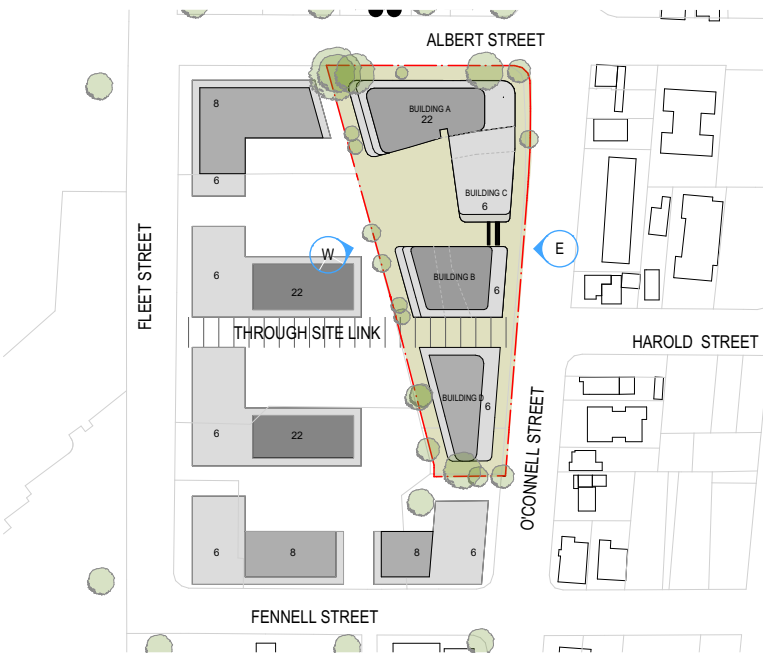 ALBERT STREET
8
BUILDING A
22
6
BUILDING C
6
FLEET STREET
W
E
6
22
BUILDING B
6
THROUGH SITE LINK
HAROLD STREET
BUILDING D
6
6
22
O'CONNELL STREET
6
8
8
6
FENNELL STREET